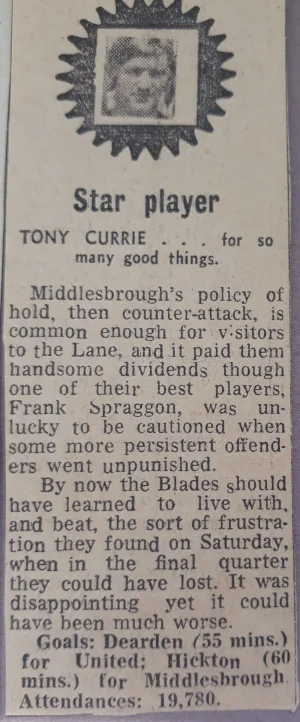 Star player
TONY CURRIE . . . for so
many good things.
Middlesbrough's policy of
hold, then counter-attack, is
common enough for visitors
to the Lane, and it paid them
handsome dividends though
one of their best players,
Frank Spraggon, was un-
lucky to be cautioned when
some more persistent offend-
ers went unpunished.
By now the Blades should
have learned to live with,
and beat, the sort of frustra-
tion they found on Saturday,
when in the final quarter
they could have lost. It was
disappointing yet it could
have been much worse.
Goals: Dearden (55 mins.)
for United; Hickton (60
mins.) for Middlesbrough.
Attendances: 19,780.